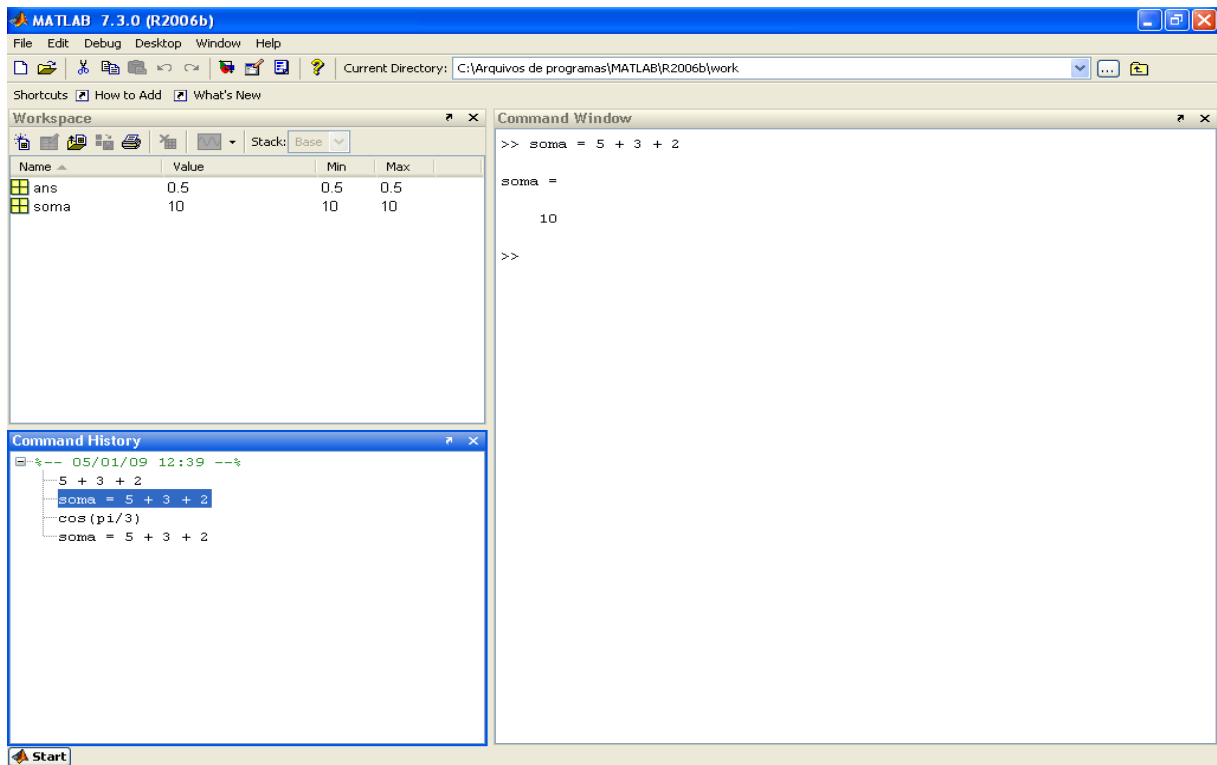 MATLAB 7.3.0 (R2006b)
File Edit Debug Desktop Window Help
Current Directory: C:\Arquivos de programas\MATLAB\R2006b\work
Shortcuts How to Add What's New
Workspace
Stack: Base
Name Value Min Max
ans 0.5 0.5 0.5
soma 10 10 10
Command History
%-- 05/01/09 12:39 --%
5 + 3 + 2
soma = 5 + 3 + 2
cos(pi/3)
soma = 5 + 3 + 2
Command Window
>> soma = 5 + 3 + 2
soma =
10
>>
Start